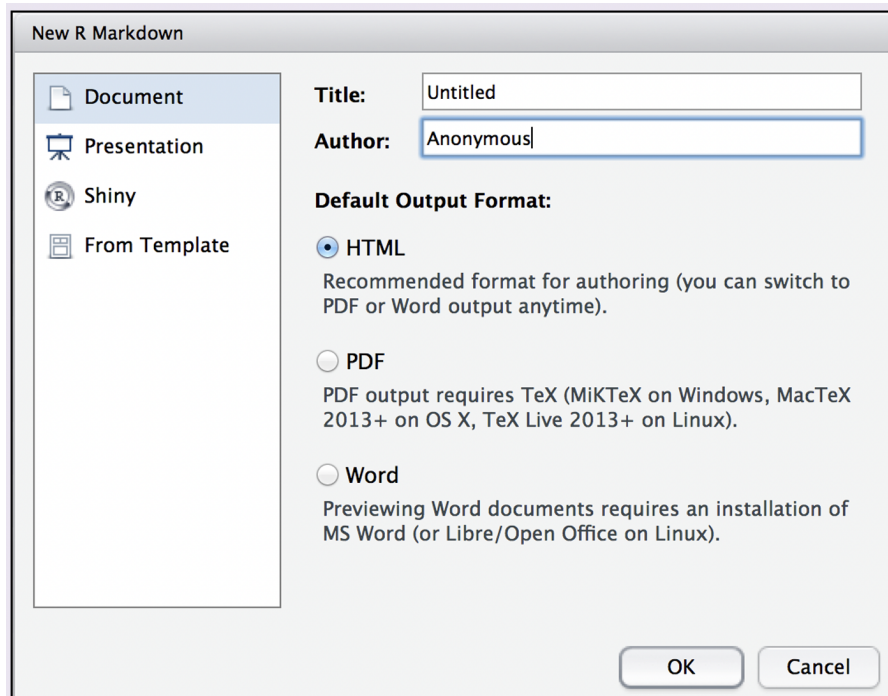 New R Markdown
Document
Presentation
Shiny
From Template
Title:
Untitled
Author:
Anonymous
Default Output Format:
HTML
Recommended format for authoring (you can switch to
PDF or Word output anytime).
PDF
PDF output requires TeX (MiKTeX on Windows, MacTeX
2013+ on OS X, TeX Live 2013+ on Linux).
Word
Previewing Word documents requires an installation of
MS Word (or Libre/Open Office on Linux).
OK
Cancel